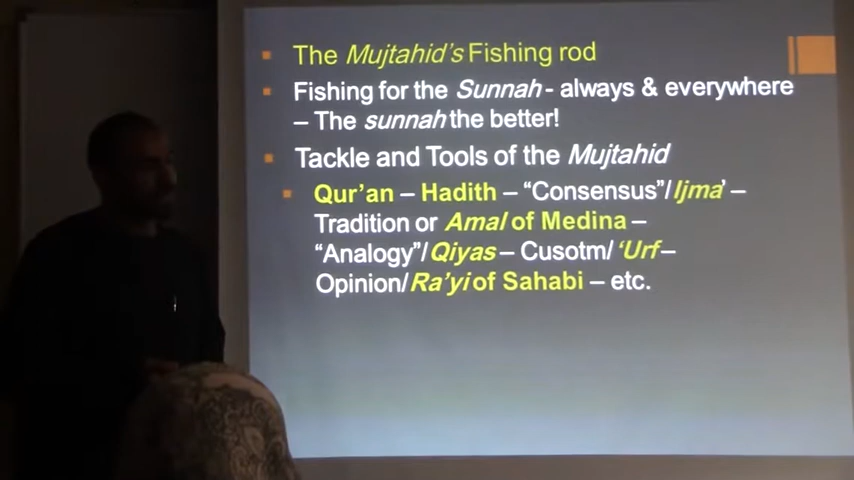 The Mujtahid's Fishing rod
Fishing for the Sunnah - always & everywhere
– The sunnah the better!
Tackle and Tools of the Mujtahid
Qur'an – Hadith – “Consensus”/Ijma' –
Tradition or Amal of Medina –
“Analogy”/Qiyas – Cusotm/‘Urf –
Opinion/Ra'yi of Sahabi – etc.